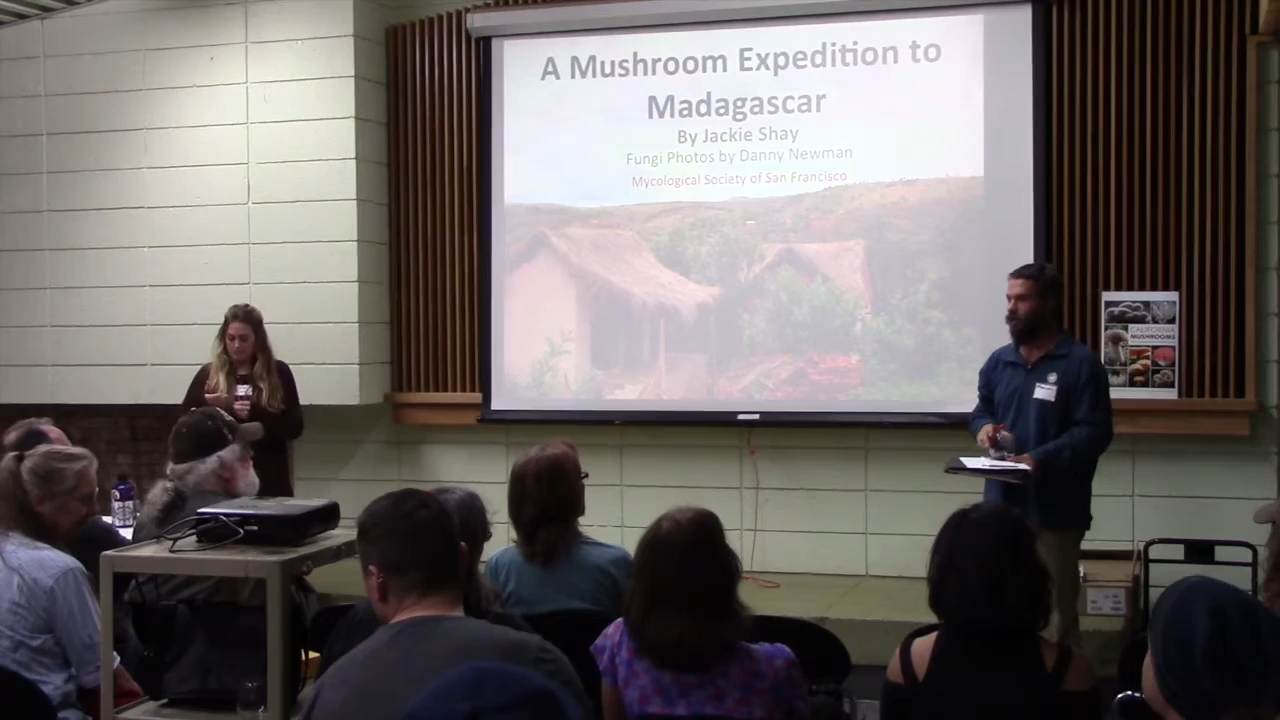 A Mushroom Expedition to
Madagascar
By Jackie Shay
Fungi Photos by Danny Newman
Mycological Society of San Francisco
CALIFORNIA
MUSHROOMS